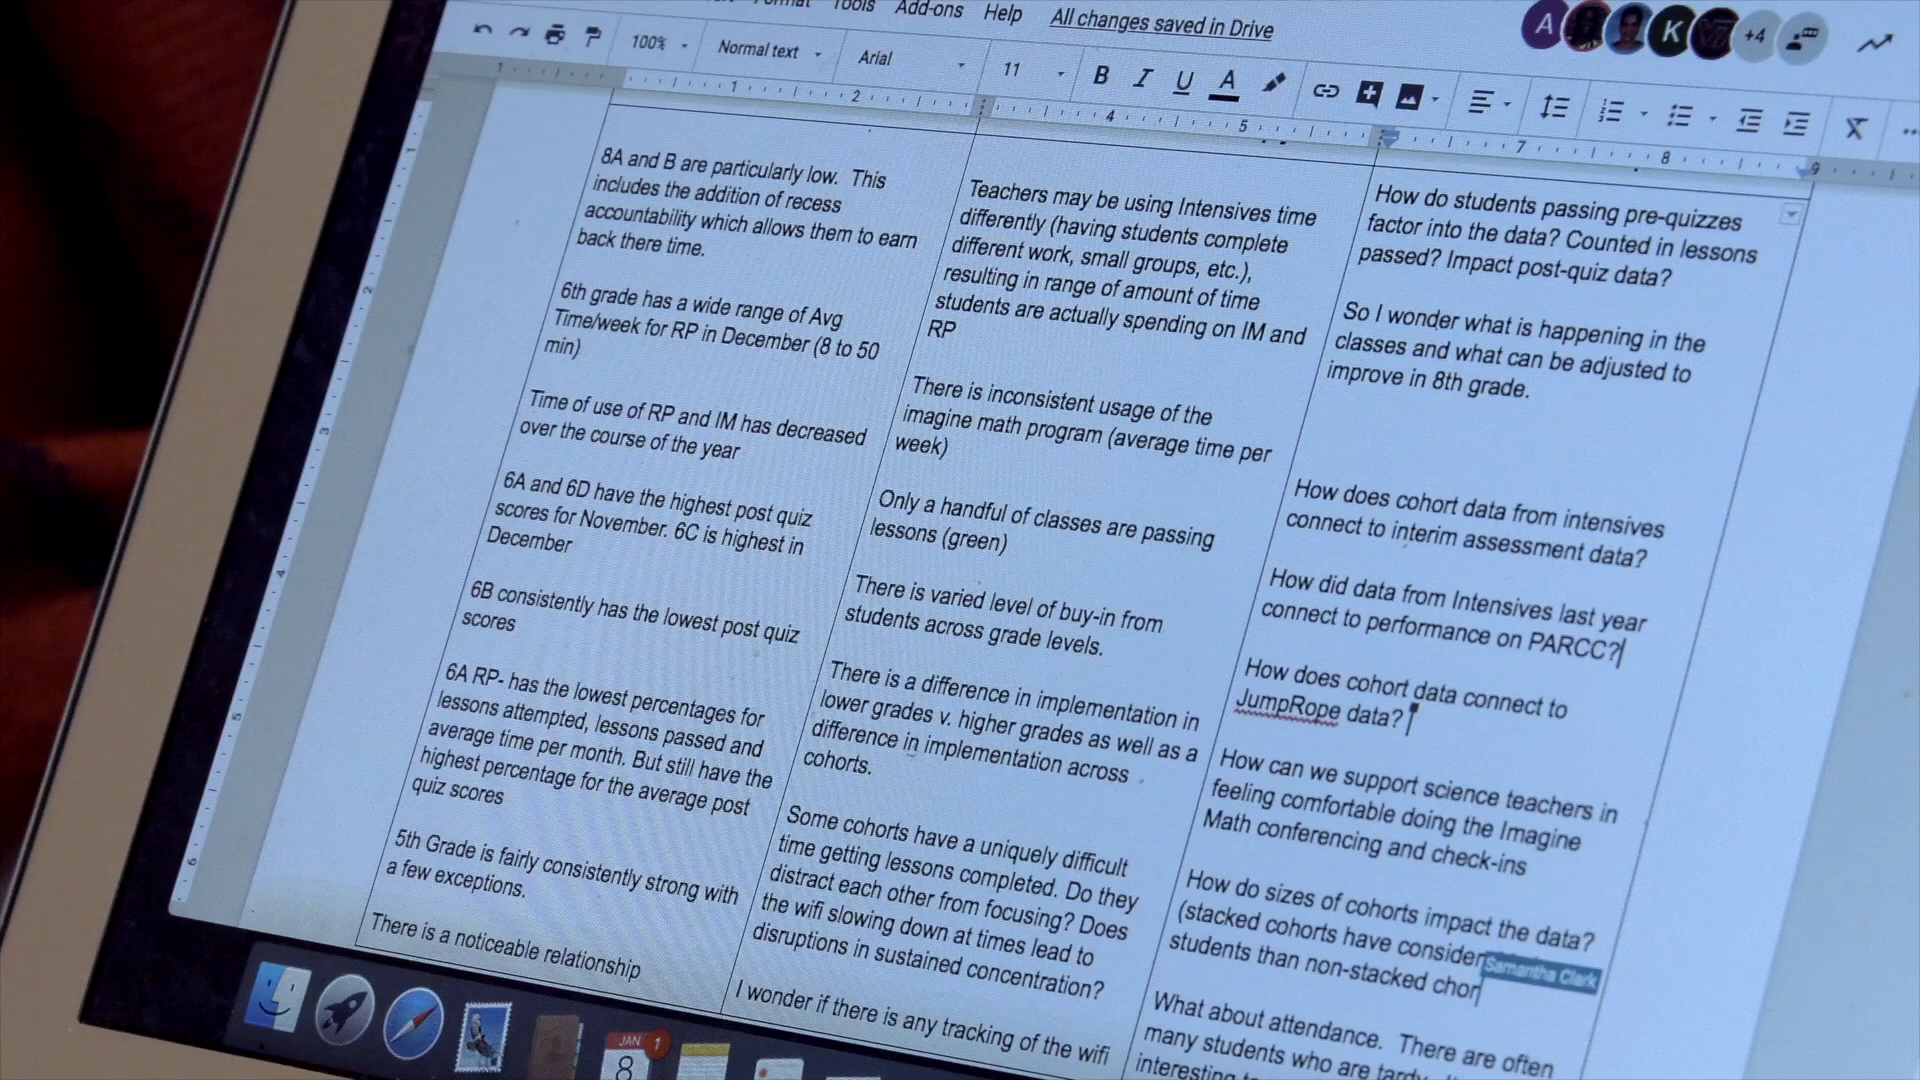 Format Tools Add-ons Help All changes saved in Drive
A K +4
100% Normal text Arial 11 B I U A
1 1 2 4 5 7 8 9
8A and B are particularly low. This
includes the addition of recess
accountability which allows them to earn
back there time.
6th grade has a wide range of Avg
Time/week for RP in December (8 to 50
min)
Time of use of RP and IM has decreased
over the course of the year
6A and 6D have the highest post quiz
scores for November. 6C is highest in
December
6B consistently has the lowest post quiz
scores
6A RP- has the lowest percentages for
lessons attempted, lessons passed and
average time per month. But still have the
highest percentage for the average post
quiz scores
5th Grade is fairly consistently strong with
a few exceptions.
There is a noticeable relationship
Teachers may be using Intensives time
differently (having students complete
different work, small groups, etc.),
resulting in range of amount of time
students are actually spending on IM and
RP
There is inconsistent usage of the
imagine math program (average time per
week)
Only a handful of classes are passing
lessons (green)
There is varied level of buy-in from
students across grade levels.
There is a difference in implementation in
lower grades v. higher grades as well as a
difference in implementation across
cohorts.
Some cohorts have a uniquely difficult
time getting lessons completed. Do they
distract each other from focusing? Does
the wifi slowing down at times lead to
disruptions in sustained concentration?
I wonder if there is any tracking of the wifi
How do students passing pre-quizzes
factor into the data? Counted in lessons
passed? Impact post-quiz data?
So I wonder what is happening in the
classes and what can be adjusted to
improve in 8th grade.
How does cohort data from intensives
connect to interim assessment data?
How did data from Intensives last year
connect to performance on PARCC?
How does cohort data connect to
JumpRope data?
How can we support science teachers in
feeling comfortable doing the Imagine
Math conferencing and check-ins
How do sizes of cohorts impact the data?
(stacked cohorts have consider
Samantha Clark
students than non-stacked chor
What about attendance. There are often
many students who are tardy
interesting
1 2 3 4 5 6
JAN 1
8